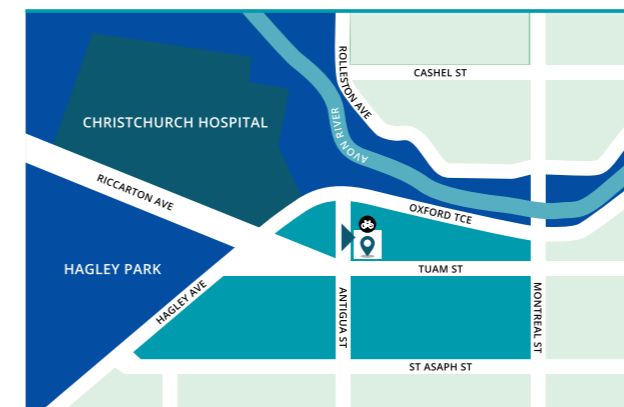 CASHEL ST
ROLLESTON AVE
CHRISTCHURCH HOSPITAL
AVON RIVER
RICCARTON AVE
OXFORD TCE
HAGLEY PARK
TUAM ST
HAGLEY AVE
ANTIGUA ST
MONTREAL ST
ST ASAPH ST